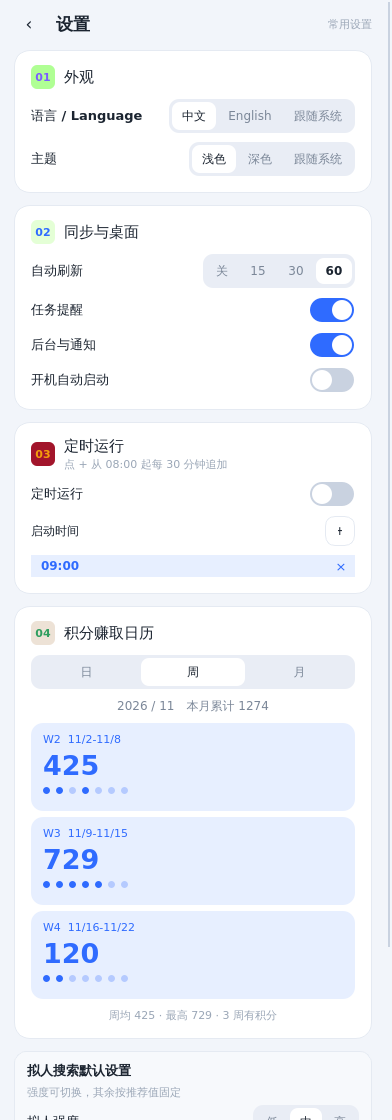 ‹ 设置 常用设置
01 外观
语言 / Language 中文 English 跟随系统
主题 浅色 深色 跟随系统
02 同步与桌面
自动刷新 关 15 30 60
任务提醒
后台与通知
开机自动启动
03 定时运行
点 + 从 08:00 起每 30 分钟追加
定时运行
启动时间 +
09:00 ×
04 积分赚取日历
日 周 月
2026 / 11 本月累计 1274
W2 11/2-11/8
425
W3 11/9-11/15
729
W4 11/16-11/22
120
周均 425 · 最高 729 · 3 周有积分
拟人搜索默认设置
强度可切换，其余按推荐值固定
拟人强度 低 中 高